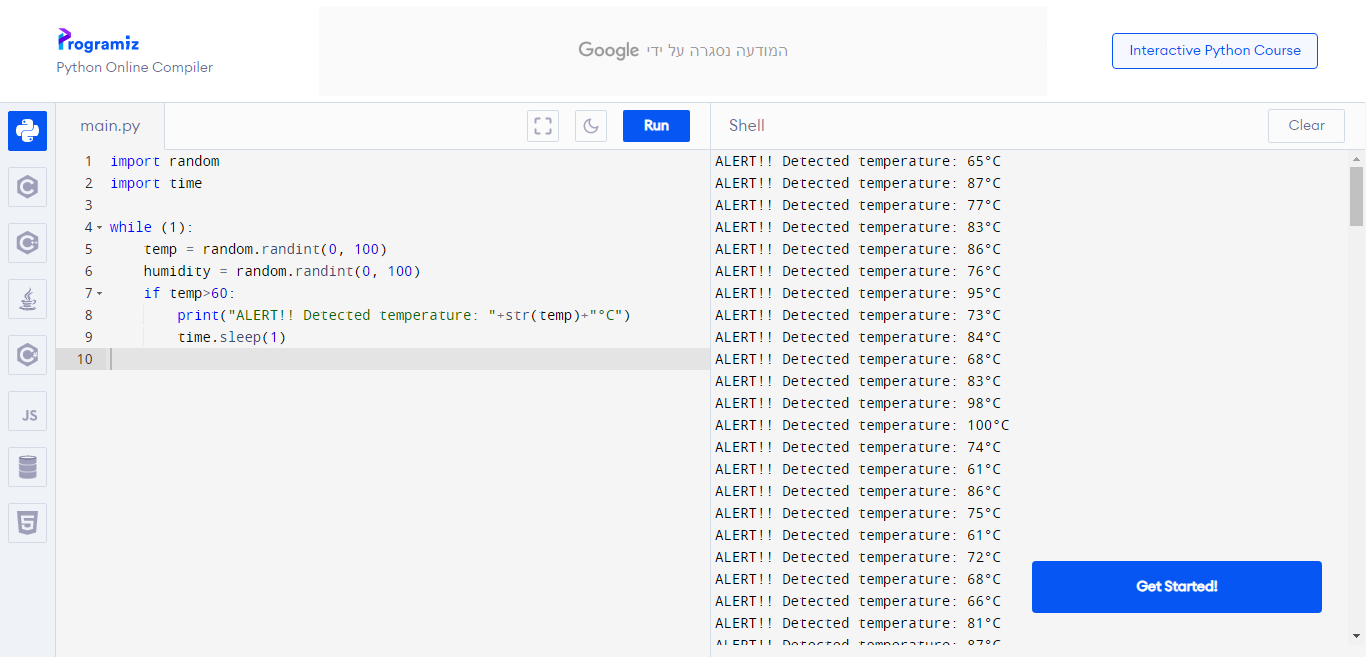 Programiz
Python Online Compiler
המודעה נסגרה על ידי Google
Interactive Python Course
main.py
Run
Shell
Clear
1 import random
2 import time
3
4 while (1):
5     temp = random.randint(0, 100)
6     humidity = random.randint(0, 100)
7     if temp>60:
8         print("ALERT!! Detected temperature: "+str(temp)+"°C")
9         time.sleep(1)
10
JS
5
ALERT!! Detected temperature: 65°C
ALERT!! Detected temperature: 87°C
ALERT!! Detected temperature: 77°C
ALERT!! Detected temperature: 83°C
ALERT!! Detected temperature: 86°C
ALERT!! Detected temperature: 76°C
ALERT!! Detected temperature: 95°C
ALERT!! Detected temperature: 73°C
ALERT!! Detected temperature: 84°C
ALERT!! Detected temperature: 68°C
ALERT!! Detected temperature: 83°C
ALERT!! Detected temperature: 98°C
ALERT!! Detected temperature: 100°C
ALERT!! Detected temperature: 74°C
ALERT!! Detected temperature: 61°C
ALERT!! Detected temperature: 86°C
ALERT!! Detected temperature: 75°C
ALERT!! Detected temperature: 61°C
ALERT!! Detected temperature: 72°C
ALERT!! Detected temperature: 68°C
ALERT!! Detected temperature: 66°C
ALERT!! Detected temperature: 81°C
ALERT!! Detected temperature: 87°C
Get Started!